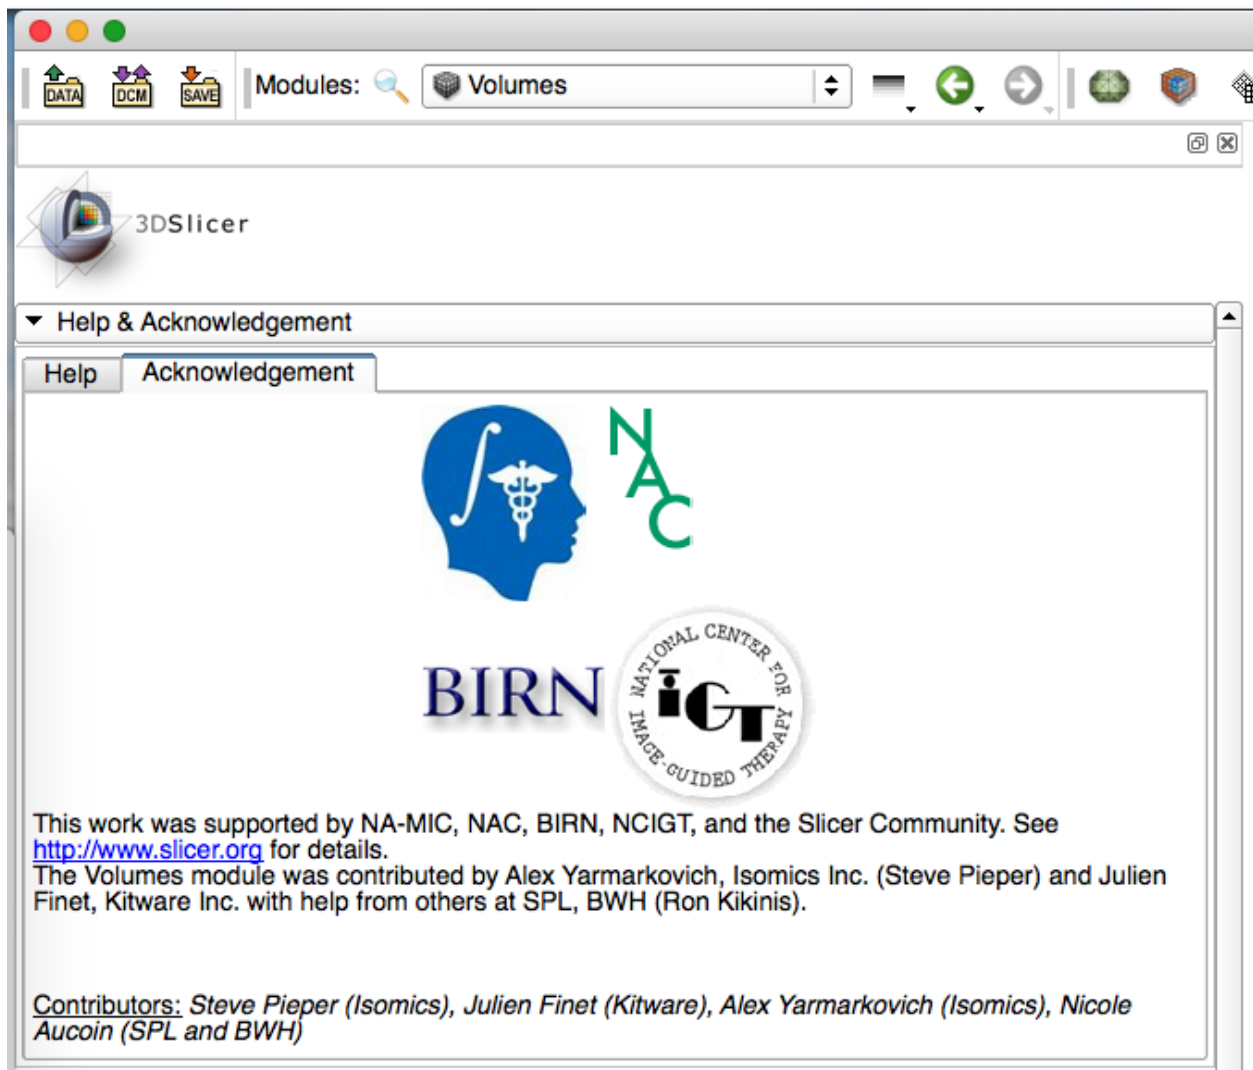 DATA DCM SAVE Modules: Volumes
3DSlicer
Help & Acknowledgement
Help Acknowledgement
NAC
BIRN
NATIONAL CENTER FOR
IGT
IMAGE-GUIDED THERAPY
This work was supported by NA-MIC, NAC, BIRN, NCIGT, and the Slicer Community. See
http://www.slicer.org for details.
The Volumes module was contributed by Alex Yarmarkovich, Isomics Inc. (Steve Pieper) and Julien
Finet, Kitware Inc. with help from others at SPL, BWH (Ron Kikinis).
Contributors: Steve Pieper (Isomics), Julien Finet (Kitware), Alex Yarmarkovich (Isomics), Nicole
Aucoin (SPL and BWH)